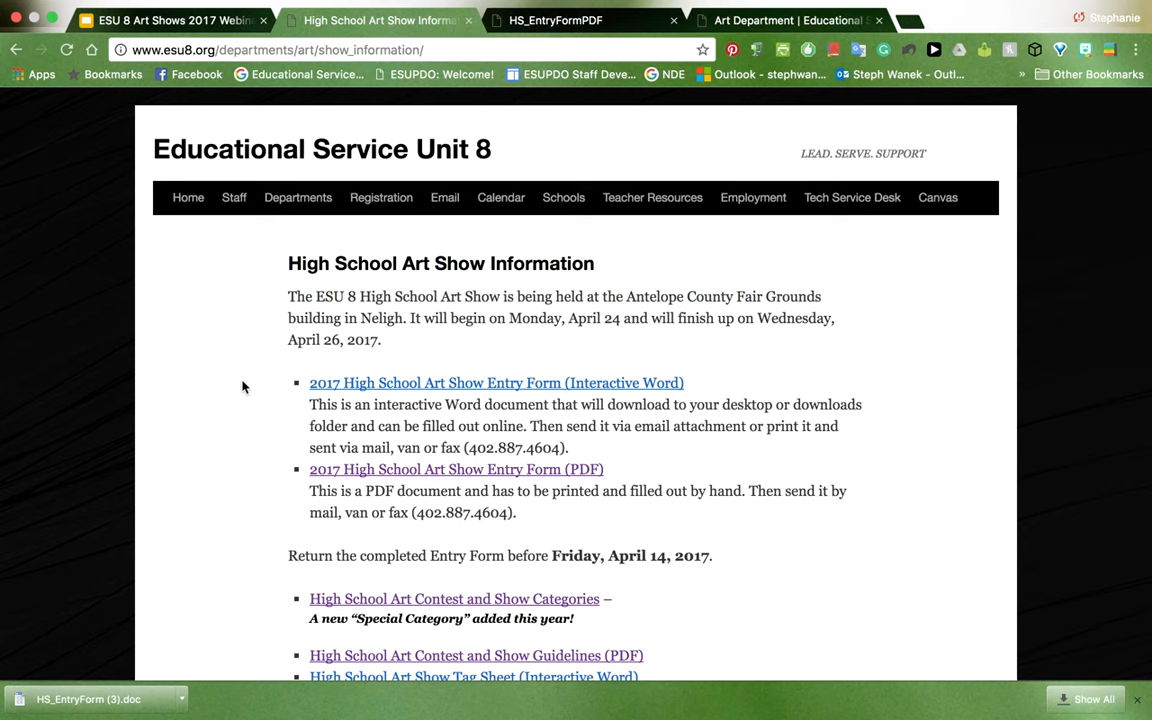 ESU 8 Art Shows 2017 Webin
High School Art Show Informa
HS_EntryFormPDF
Art Department | Educational S
Stephanie
www.esu8.org/departments/art/show_information/
Apps
Bookmarks
Facebook
Educational Service...
ESUPDO: Welcome!
ESUPDO Staff Deve...
NDE
Outlook - stephwan...
Steph Wanek - Outl...
»
Other Bookmarks
Educational Service Unit 8
LEAD. SERVE. SUPPORT
Home Staff Departments Registration Email Calendar Schools Teacher Resources Employment Tech Service Desk Canvas
High School Art Show Information
The ESU 8 High School Art Show is being held at the Antelope County Fair Grounds
building in Neligh. It will begin on Monday, April 24 and will finish up on Wednesday,
April 26, 2017.
2017 High School Art Show Entry Form (Interactive Word)
This is an interactive Word document that will download to your desktop or downloads
folder and can be filled out online. Then send it via email attachment or print it and
sent via mail, van or fax (402.887.4604).
2017 High School Art Show Entry Form (PDF)
This is a PDF document and has to be printed and filled out by hand. Then send it by
mail, van or fax (402.887.4604).
Return the completed Entry Form before Friday, April 14, 2017.
High School Art Contest and Show Categories –
A new “Special Category” added this year!
High School Art Contest and Show Guidelines (PDF)
High School Art Show Tag Sheet (Interactive Word)
HS_EntryForm (3).doc
Show All